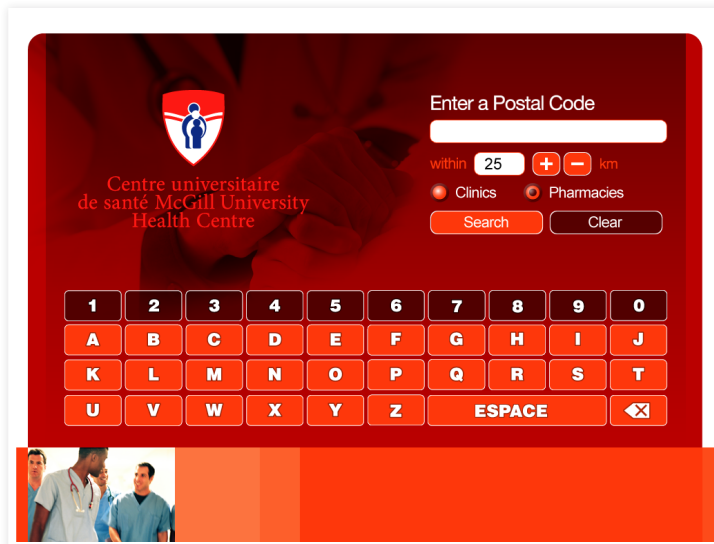 Centre universitaire
de santé McGill University
Health Centre
Enter a Postal Code
within 25 + − km
Clinics Pharmacies
Search Clear
1 2 3 4 5 6 7 8 9 0
A B C D E F G H I J
K L M N O P Q R S T
U V W X Y Z ESPACE